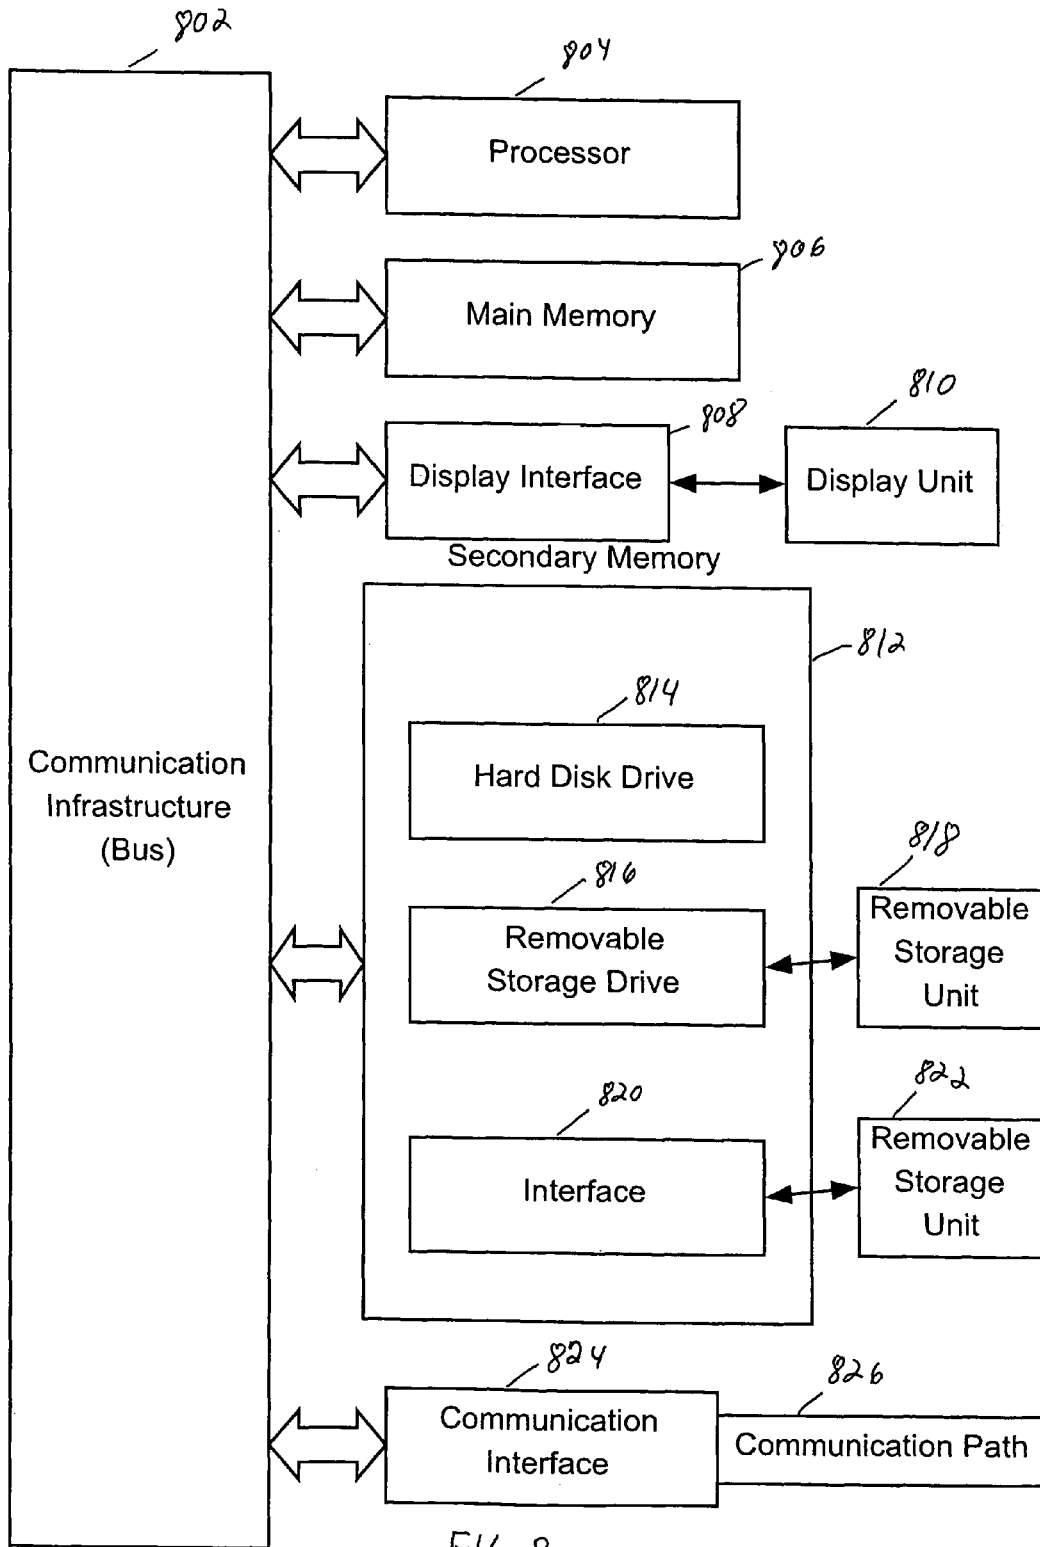 802
804
Processor
806
Main Memory
808
Display Interface
810
Display Unit
Secondary Memory
812
814
Hard Disk Drive
Communication
Infrastructure
(Bus)
816
Removable
Storage Drive
818
Removable
Storage
Unit
820
Interface
822
Removable
Storage
Unit
824
Communication
Interface
826
Communication Path